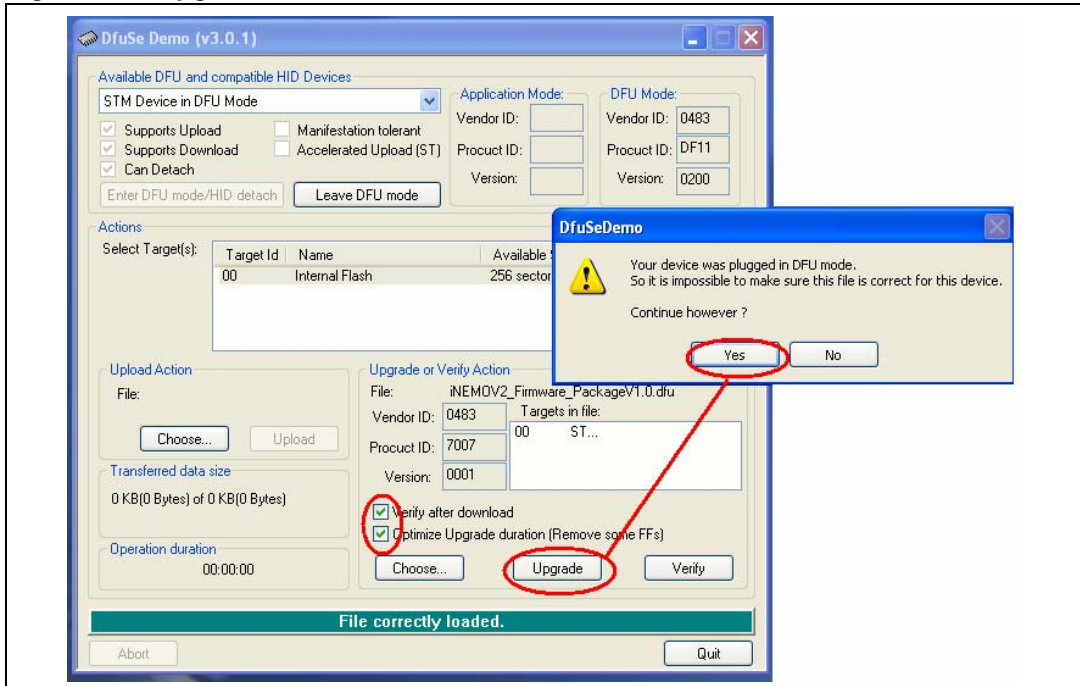 DfuSe Demo (v3.0.1)
Available DFU and compatible HID Devices
STM Device in DFU Mode
Supports Upload
Manifestation tolerant
Supports Download
Accelerated Upload (ST)
Can Detach
Enter DFU mode/HID detach
Leave DFU mode
Application Mode:
Vendor ID:
Procuct ID:
Version:
DFU Mode:
Vendor ID: 0483
Procuct ID: DF11
Version: 0200
Actions
Select Target(s):
Target Id Name Available
00 Internal Flash 256 sector
DfuSeDemo
Your device was plugged in DFU mode.
So it is impossible to make sure this file is correct for this device.
Continue however ?
Yes No
Upload Action
File:
Choose... Upload
Transferred data size
0 KB(0 Bytes) of 0 KB(0 Bytes)
Operation duration
00:00:00
Upgrade or Verify Action
File: iNEMOV2_Firmware_PackageV1.0.dfu
Vendor ID: 0483
Procuct ID: 7007
Version: 0001
Targets in file:
00 ST...
Verify after download
Optimize Upgrade duration (Remove some FFs)
Choose... Upgrade Verify
File correctly loaded.
Abort Quit